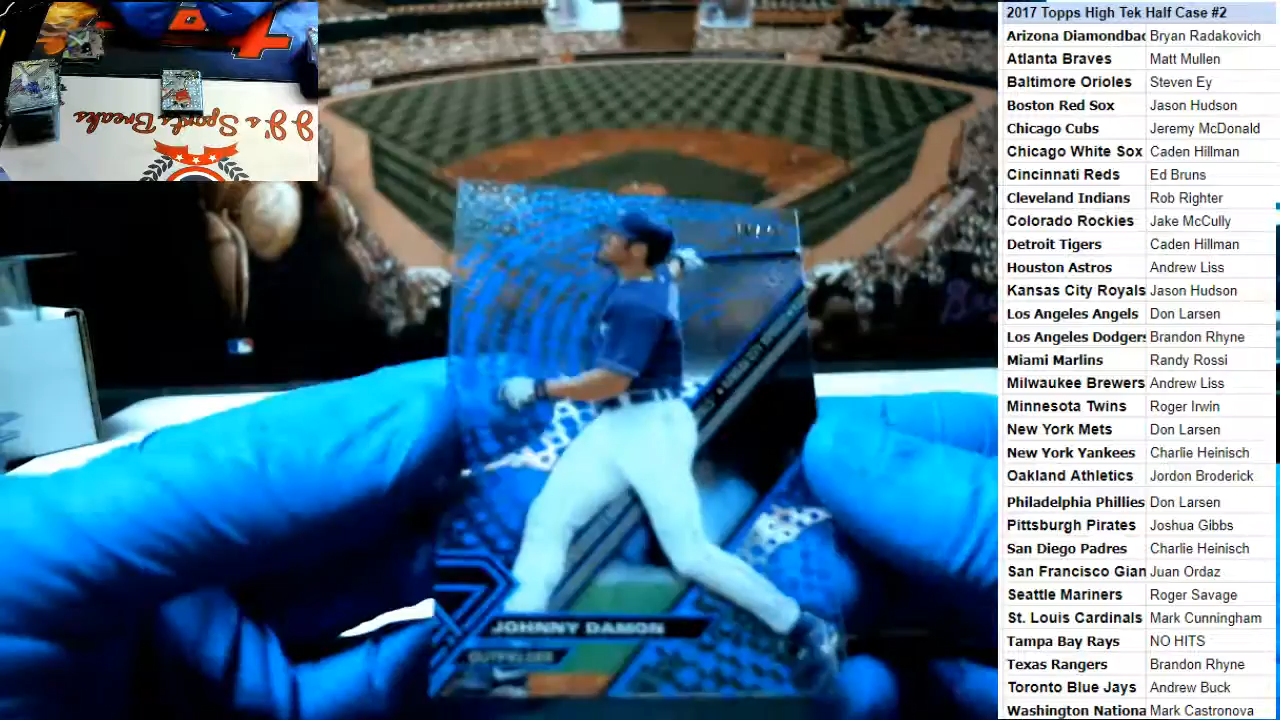 2017 Topps High Tek Half Case #2
Arizona Diamondbac Bryan Radakovich
Atlanta Braves Matt Mullen
Baltimore Orioles Steven Ey
Boston Red Sox Jason Hudson
Chicago Cubs Jeremy McDonald
Chicago White Sox Caden Hillman
Cincinnati Reds Ed Bruns
Cleveland Indians Rob Righter
Colorado Rockies Jake McCully
Detroit Tigers Caden Hillman
Houston Astros Andrew Liss
Kansas City Royals Jason Hudson
Los Angeles Angels Don Larsen
Los Angeles Dodgers Brandon Rhyne
Miami Marlins Randy Rossi
Milwaukee Brewers Andrew Liss
Minnesota Twins Roger Irwin
New York Mets Don Larsen
New York Yankees Charlie Heinisch
Oakland Athletics Jordon Broderick
Philadelphia Phillies Don Larsen
Pittsburgh Pirates Joshua Gibbs
San Diego Padres Charlie Heinisch
San Francisco Gian Juan Ordaz
Seattle Mariners Roger Savage
St. Louis Cardinals Mark Cunningham
Tampa Bay Rays NO HITS
Texas Rangers Brandon Rhyne
Toronto Blue Jays Andrew Buck
Washington Nationa Mark Castronova
JJ's Sports Breaks
JOHNNY DAMON
OUTFIELDER